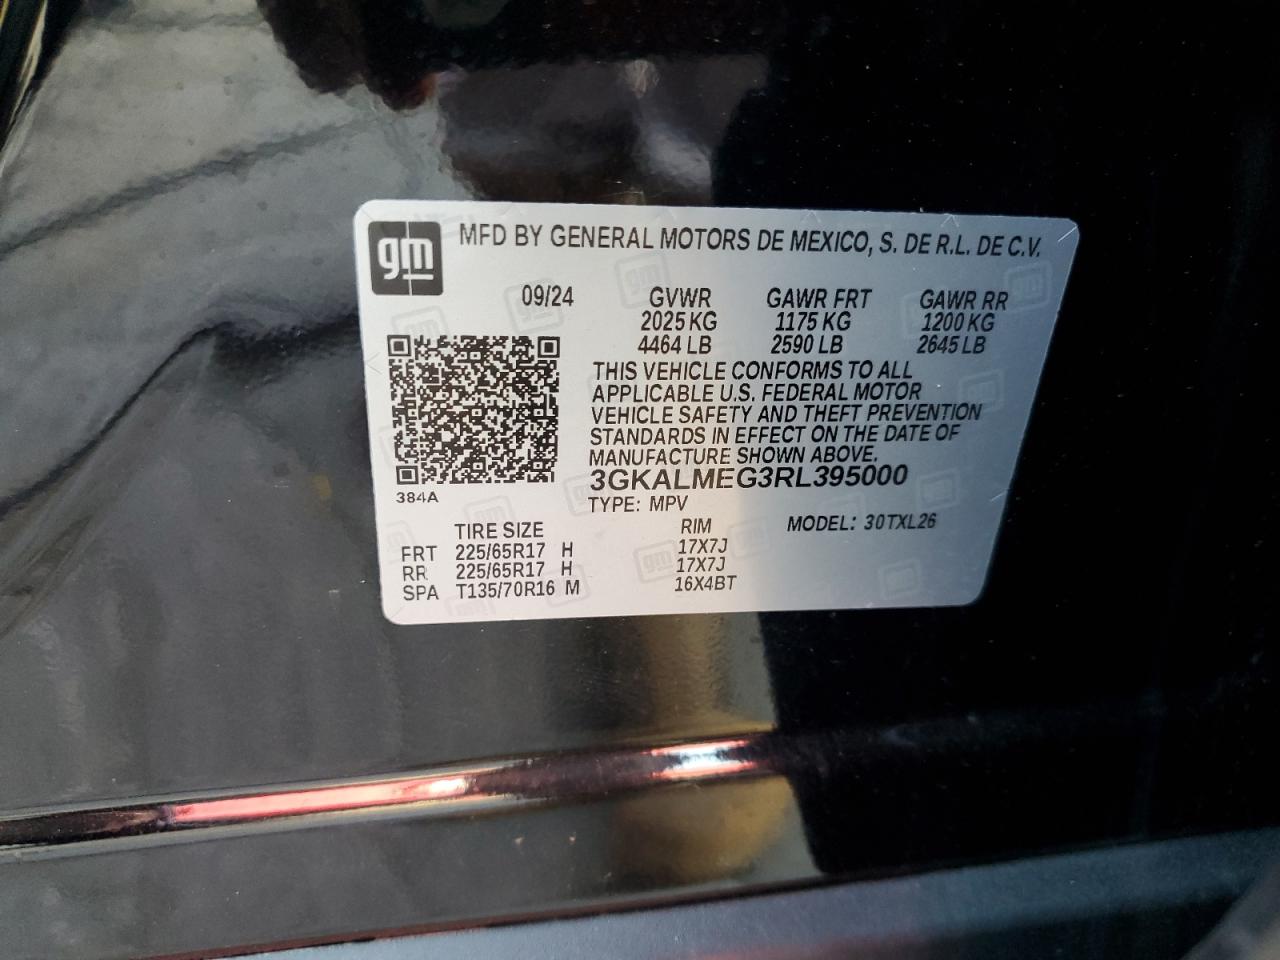 gm MFD BY GENERAL MOTORS DE MEXICO, S. DE R.L. DE C.V.
09/24 GVWR GAWR FRT GAWR RR
2025 KG 1175 KG 1200 KG
4464 LB 2590 LB 2645 LB
THIS VEHICLE CONFORMS TO ALL
APPLICABLE U.S. FEDERAL MOTOR
VEHICLE SAFETY AND THEFT PREVENTION
STANDARDS IN EFFECT ON THE DATE OF
MANUFACTURE SHOWN ABOVE.
3GKALMEG3RL395000
384A
TYPE: MPV
MODEL: 30TXL26
TIRE SIZE RIM
FRT 225/65R17 H 17X7J
RR 225/65R17 H 17X7J
SPA T135/70R16 M 16X4BT